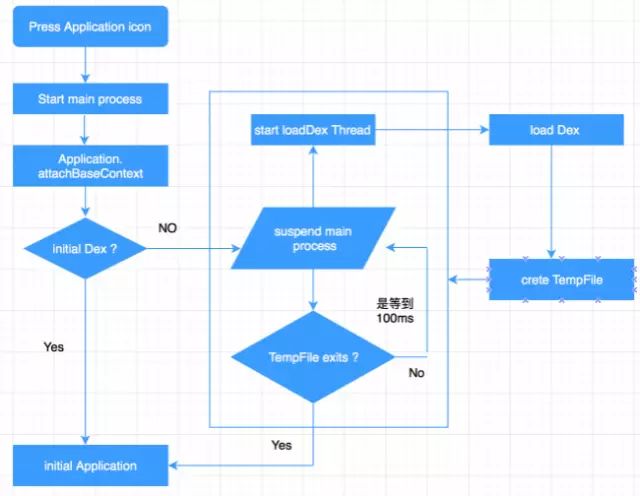 Press Application icon
Start main process
start loadDex Thread
load Dex
Application.
attachBaseContext
NO
initial Dex ?
suspend main
process
crete TempFile
是等到
100ms
Yes
TempFile exits ?
No
Yes
initial Application